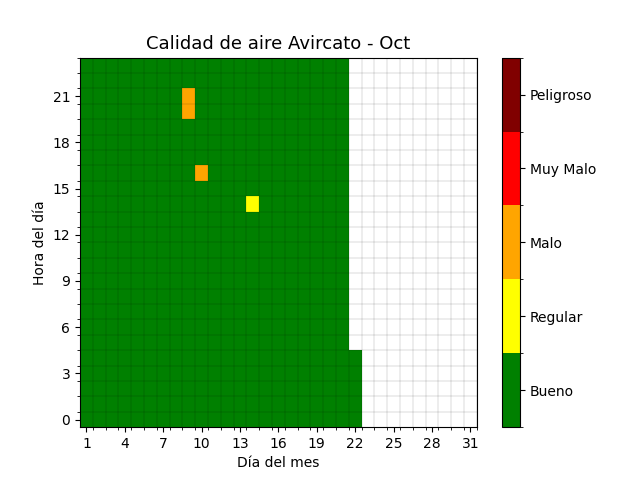 Calidad de aire Avircato - Oct
Hora del día
21
18
15
12
9
6
3
0
1 4 7 10 13 16 19 22 25 28 31
Día del mes
Peligroso
Muy Malo
Malo
Regular
Bueno